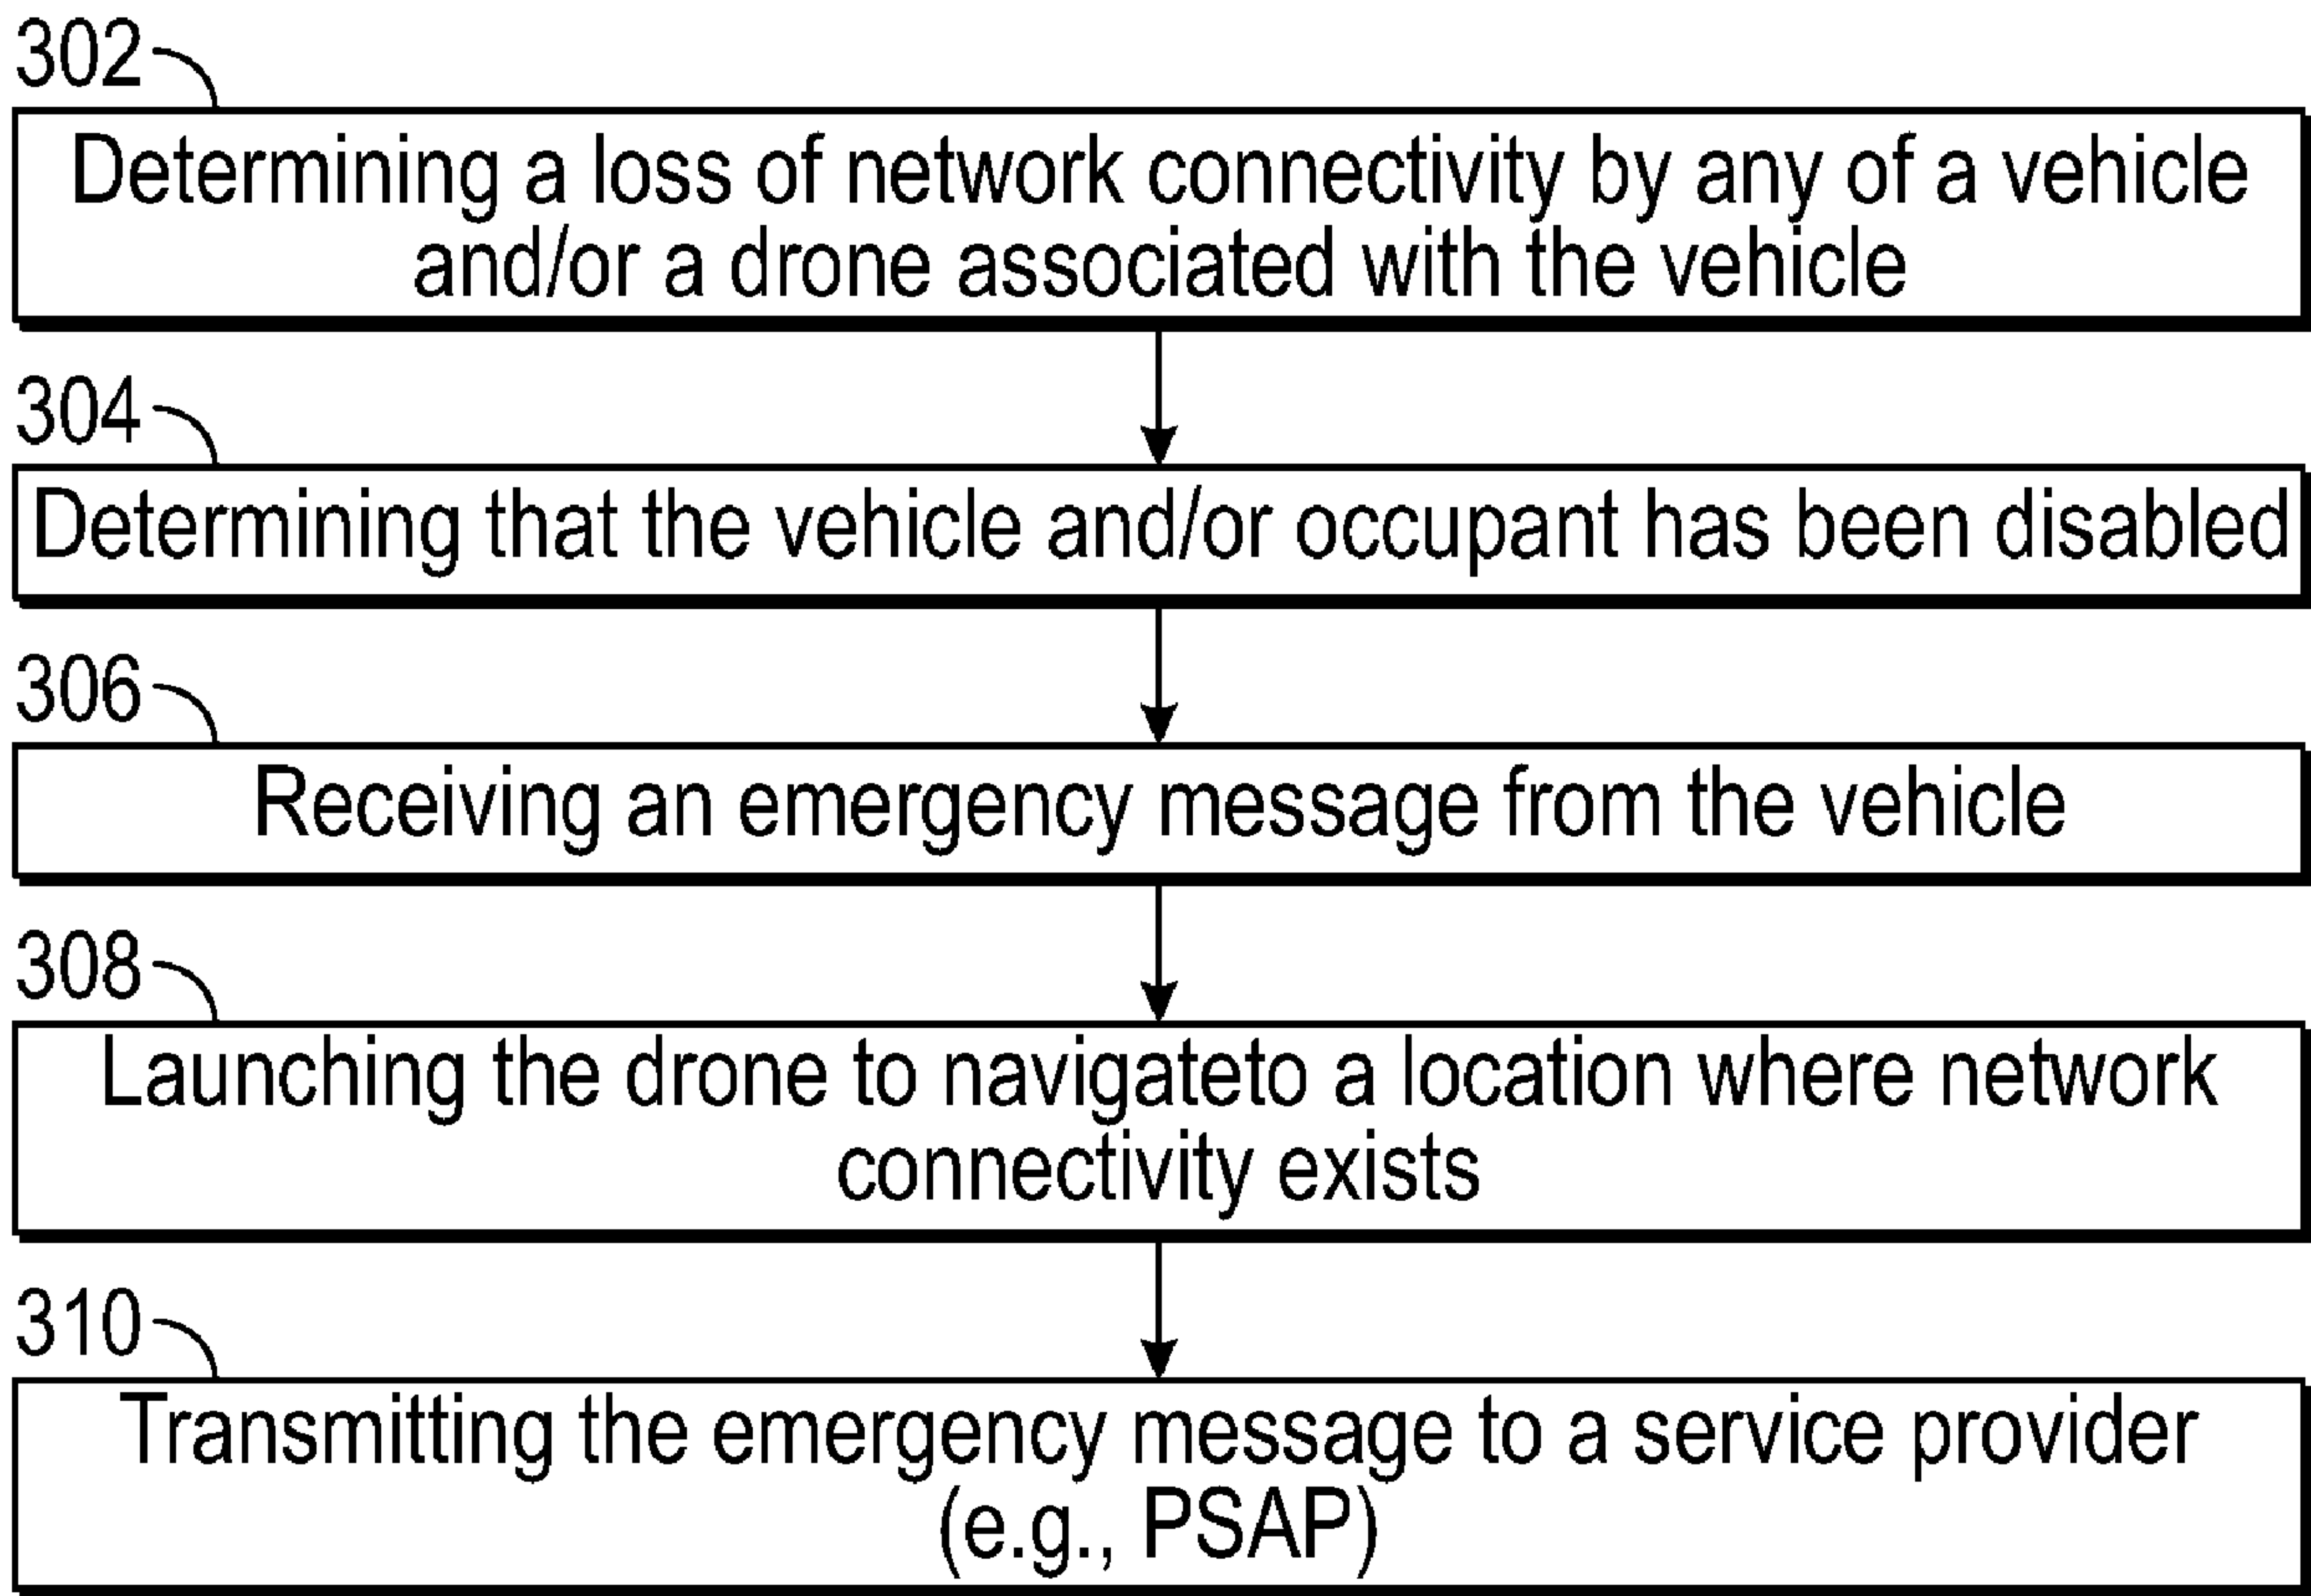 302
Determining a loss of network connectivity by any of a vehicle
and/or a drone associated with the vehicle
304
Determining that the vehicle and/or occupant has been disabled
306
Receiving an emergency message from the vehicle
308
Launching the drone to navigateto a location where network
connectivity exists
310
Transmitting the emergency message to a service provider
(e.g., PSAP)